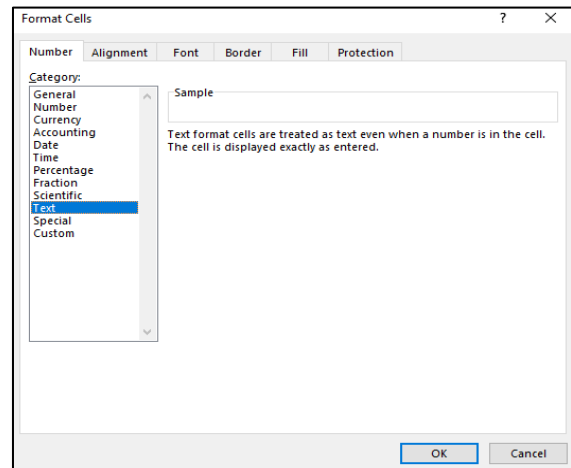 Format Cells ? X
Number Alignment Font Border Fill Protection
Category:
General
Number
Currency
Accounting
Date
Time
Percentage
Fraction
Scientific
Text
Special
Custom
Sample
Text format cells are treated as text even when a number is in the cell.
The cell is displayed exactly as entered.
OK Cancel